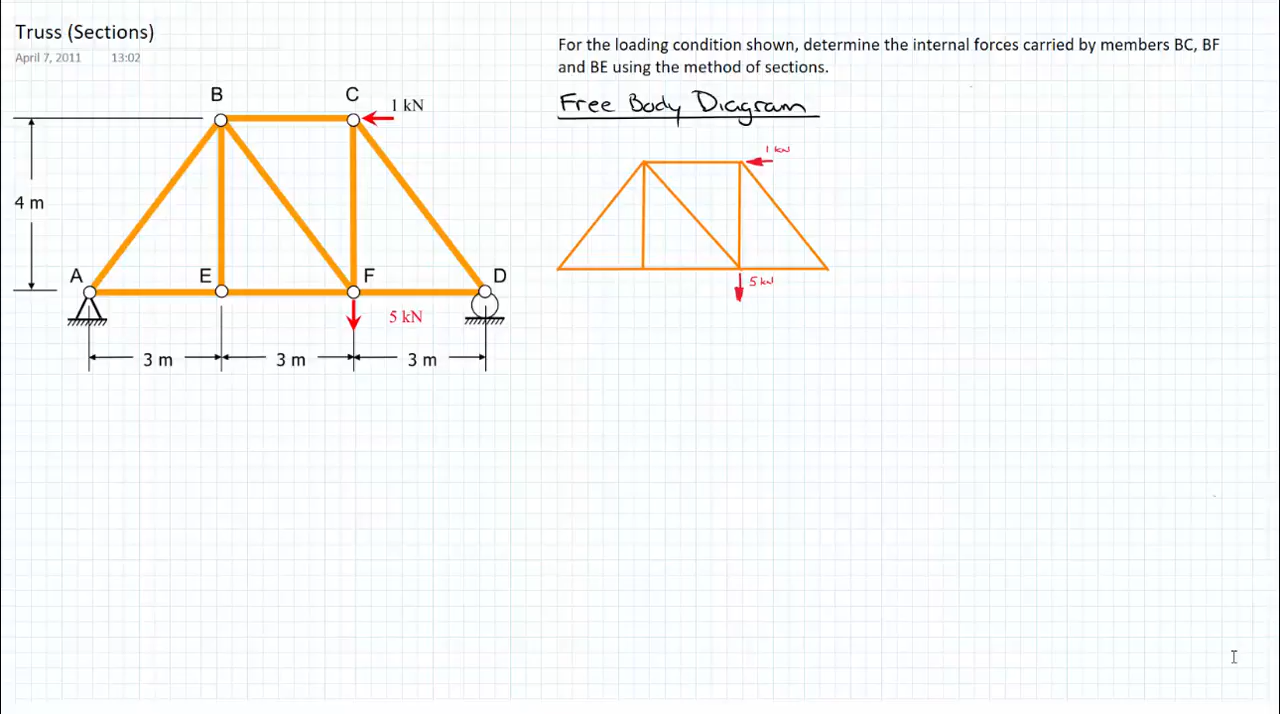 Truss (Sections)
April 7, 2011 13:02
For the loading condition shown, determine the internal forces carried by members BC, BF
and BE using the method of sections.
Free Body Diagram
B
C
1 kN
1 kN
4 m
A
E
F
D
5 kN
5 kN
3 m
3 m
3 m